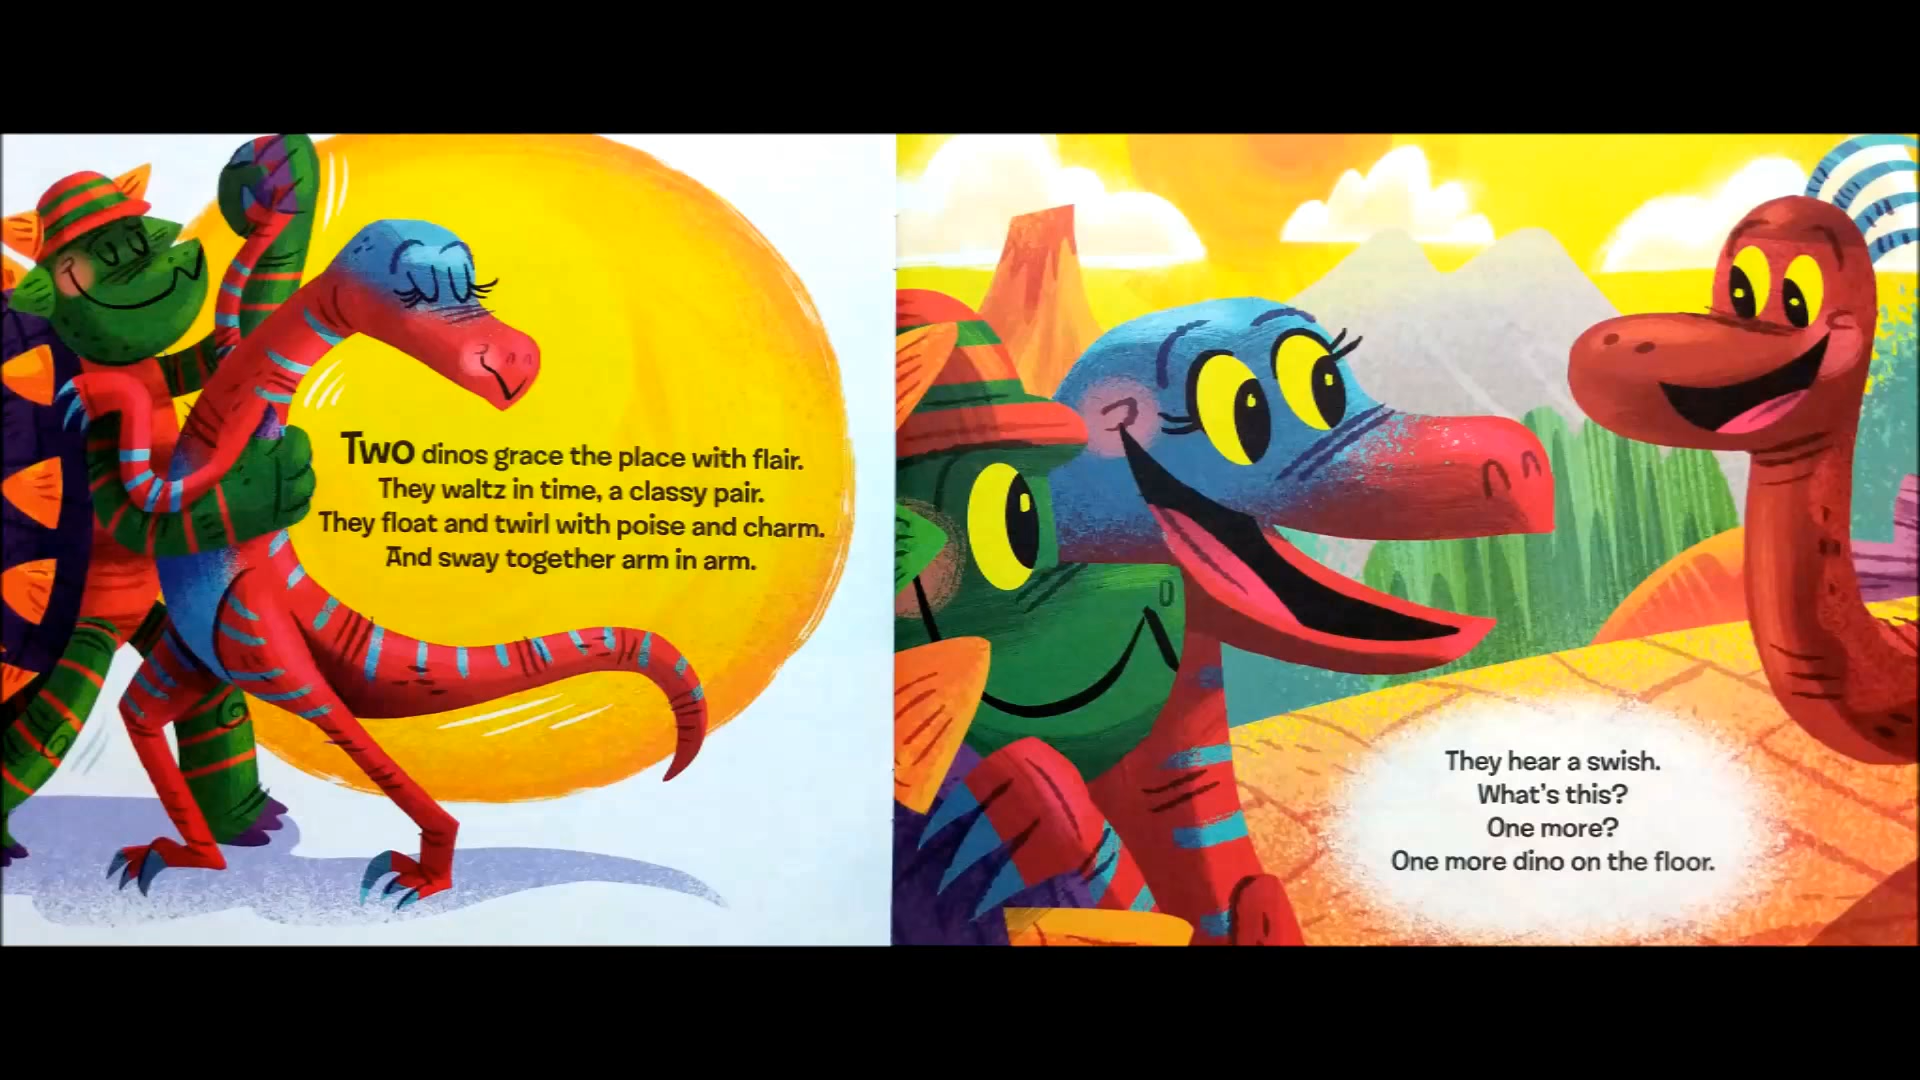 Two dinos grace the place with flair.
They waltz in time, a classy pair.
They float and twirl with poise and charm.
And sway together arm in arm.
They hear a swish.
What's this?
One more?
One more dino on the floor.